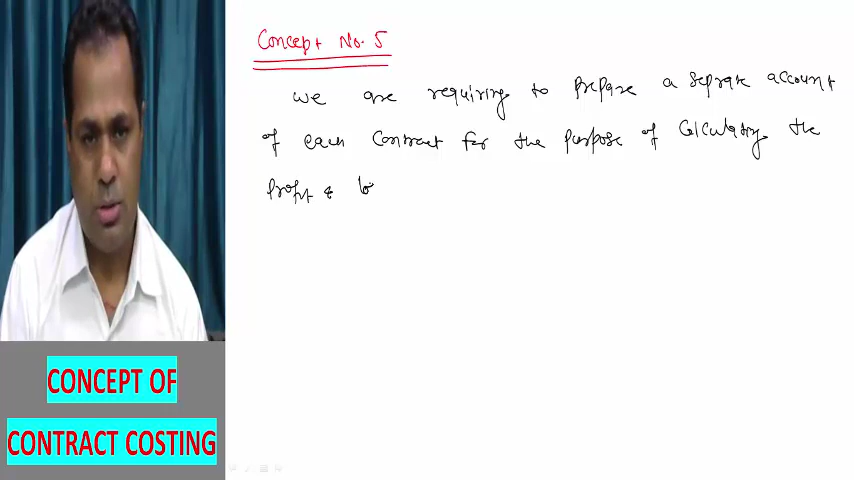 Concept No. 5
We are requiring to prepare a seprate account
of each Contract for the purpose of Calculating the
Profit &
CONCEPT OF
CONTRACT COSTING